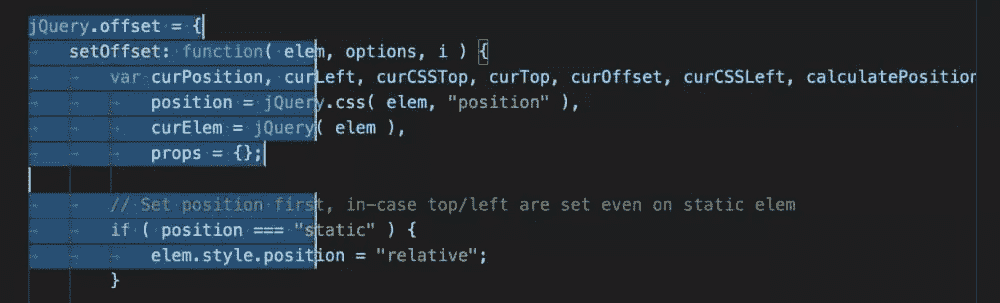 jQuery.offset = {
setOffset: function( elem, options, i ) {
var curPosition, curLeft, curCSSTop, curTop, curOffset, curCSSLeft, calculatePosition
position = jQuery.css( elem, "position" ),
curElem = jQuery( elem ),
props = {};
// Set position first, in-case top/left are set even on static elem
if ( position === "static" ) {
elem.style.position = "relative";
}